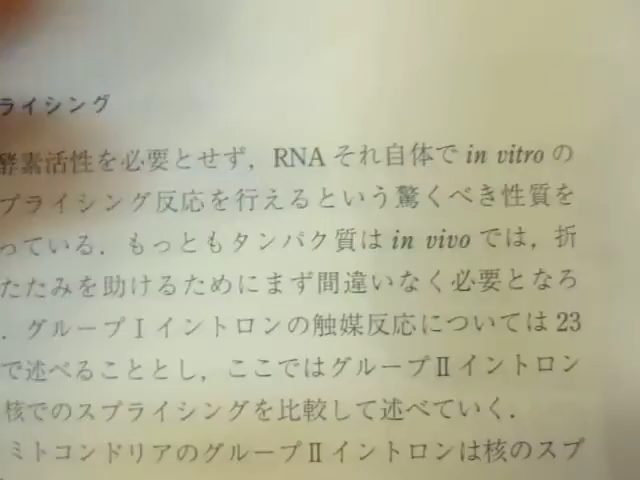 ライシング
酵素活性を必要とせず，RNA それ自体で in vitro の
プライシング反応を行えるという驚くべき性質を
っている．もっともタンパク質は in vivo では，折
たたみを助けるためにまず間違いなく必要となろ
．グループⅠイントロンの触媒反応については 23
で述べることとし，ここではグループⅡイントロン
核でのスプライシングを比較して述べていく．
ミトコンドリアのグループⅡイントロンは核のスプ